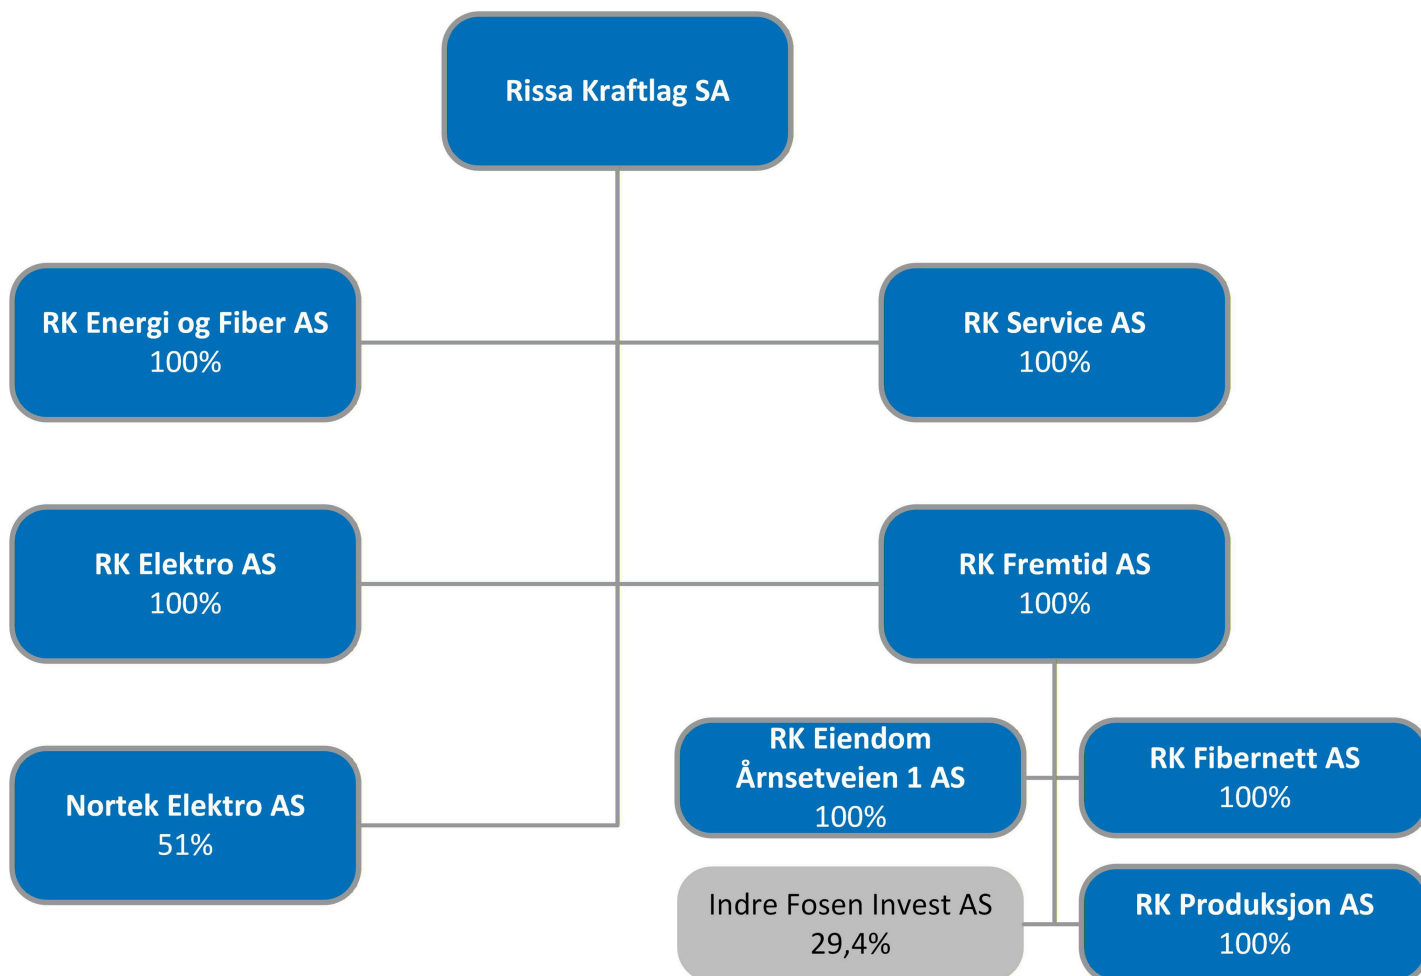 Rissa Kraftlag SA
RK Energi og Fiber AS
100%
RK Service AS
100%
RK Elektro AS
100%
RK Fremtid AS
100%
Nortek Elektro AS
51%
RK Eiendom
Årnsetveien 1 AS
100%
RK Fibernett AS
100%
Indre Fosen Invest AS
29,4%
RK Produksjon AS
100%